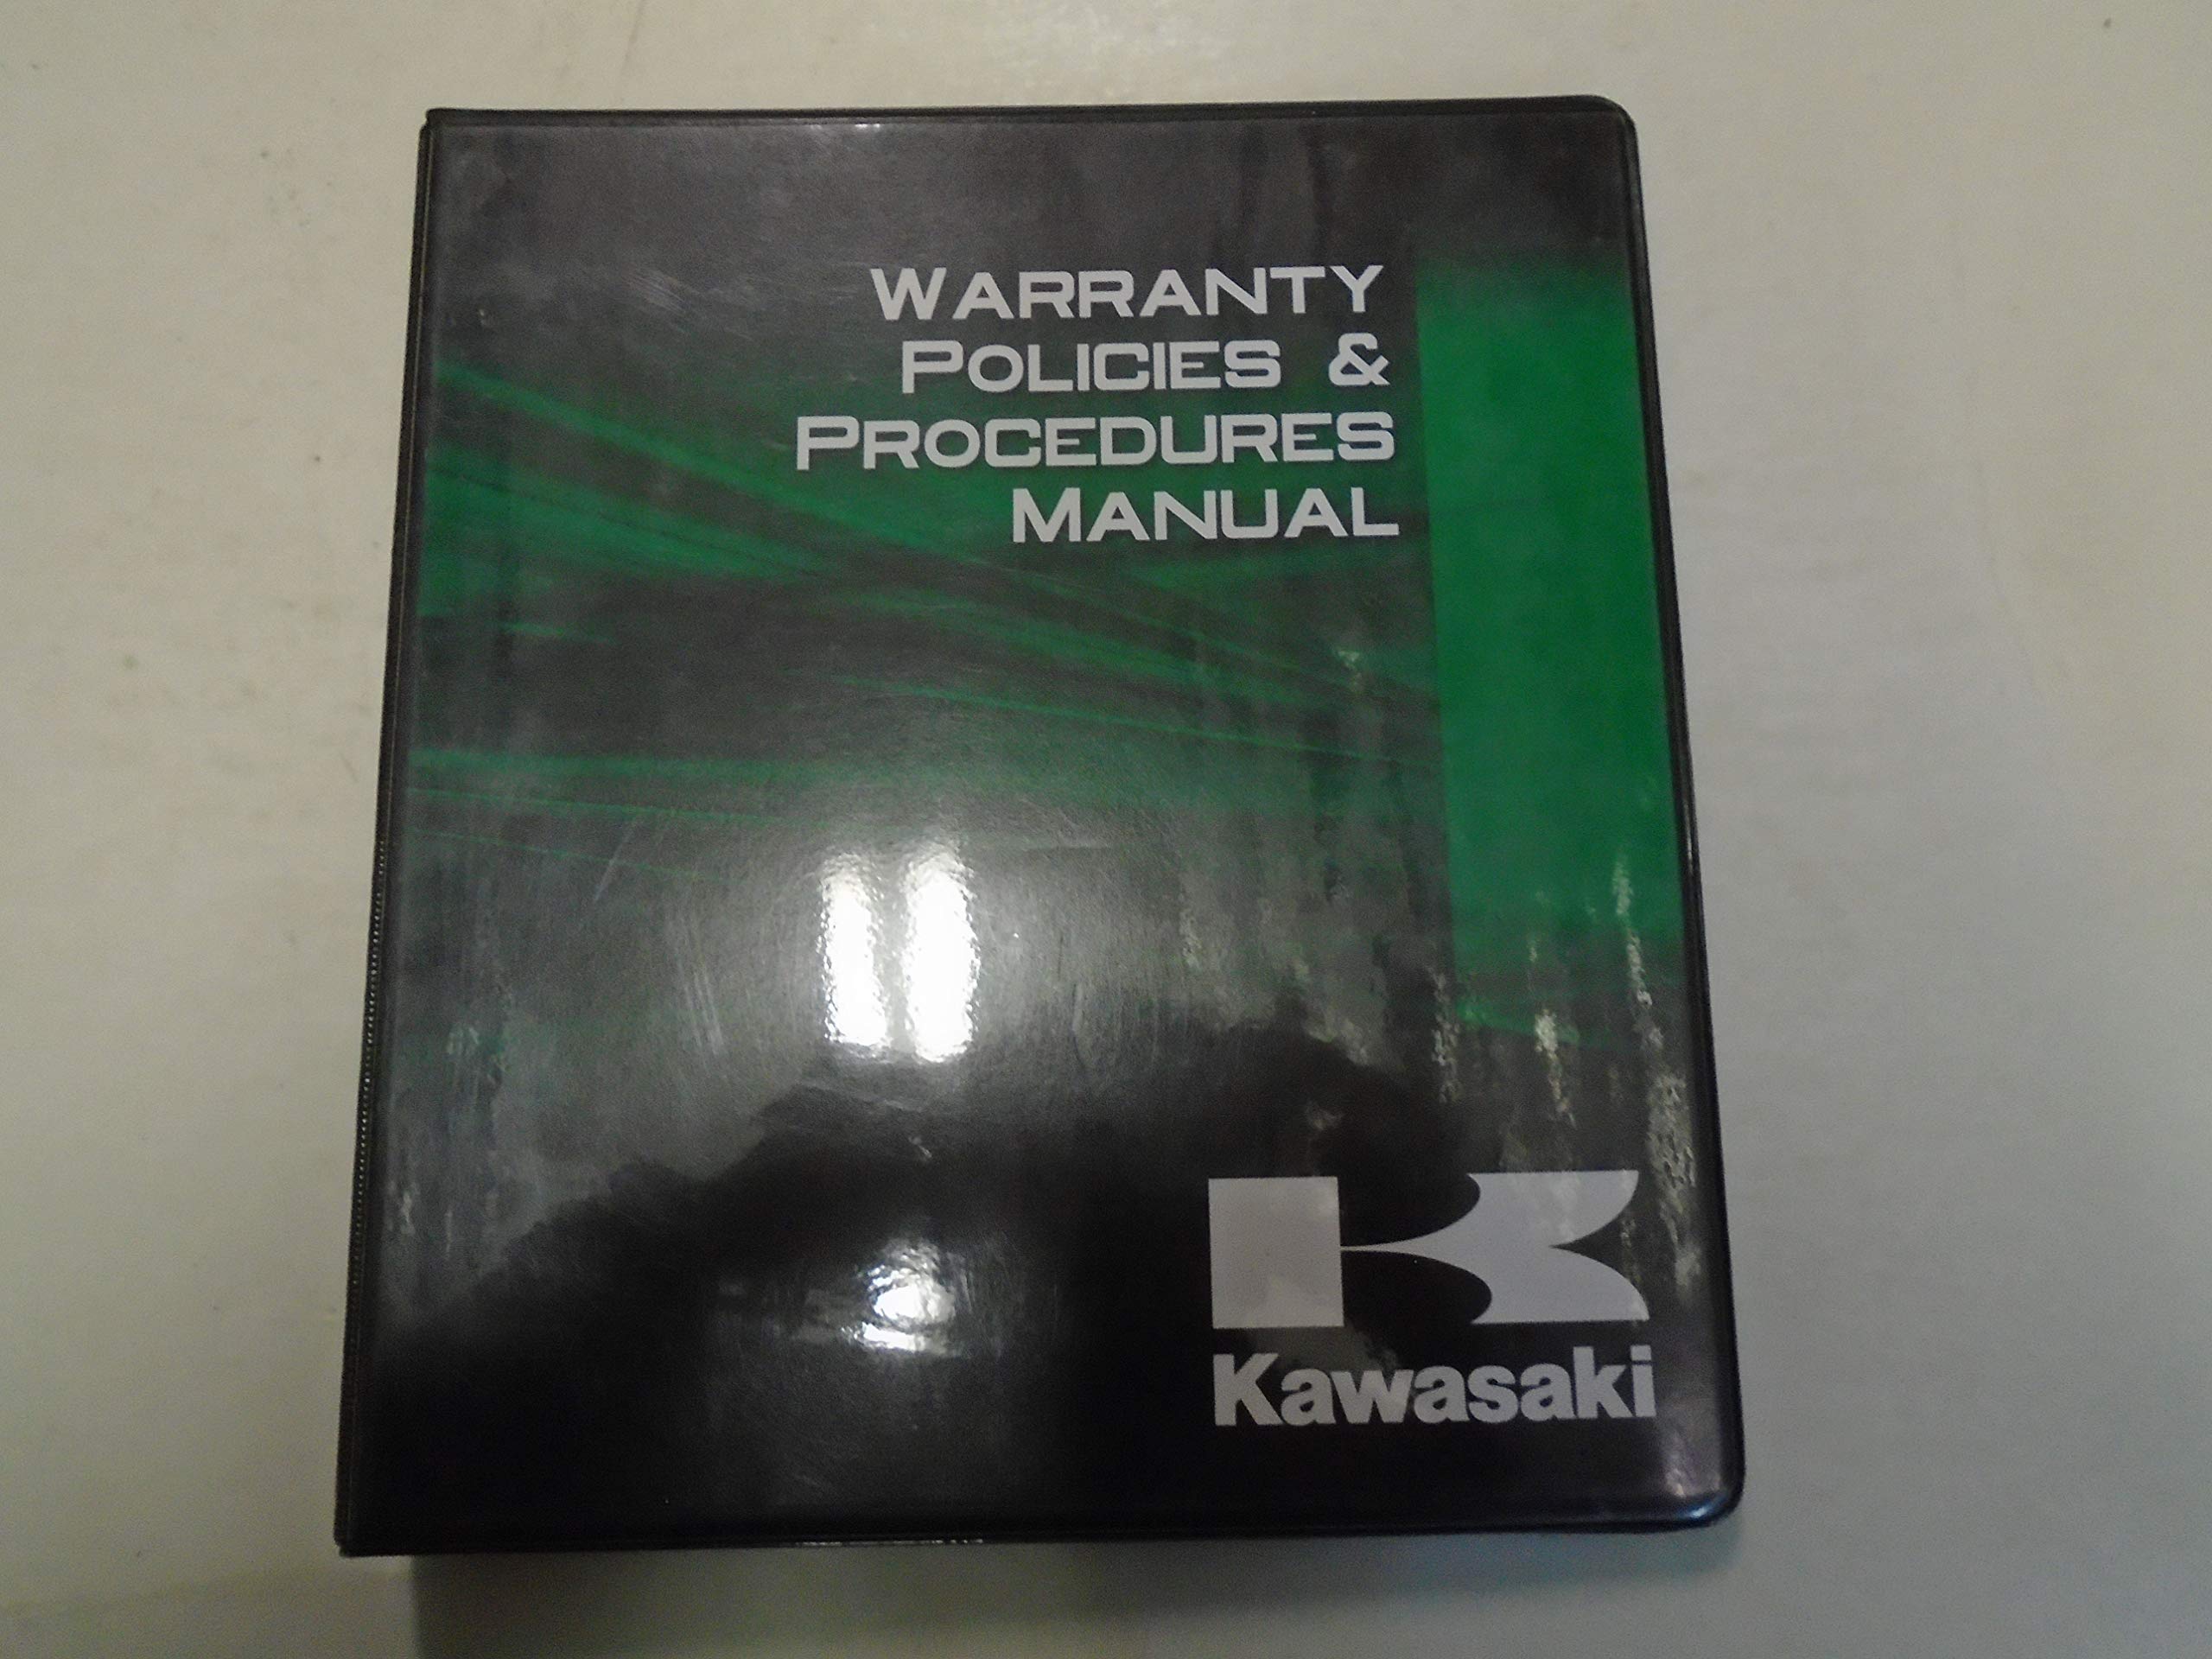 WARRANTY
POLICIES &
PROCEDURES
MANUAL
Kawasaki